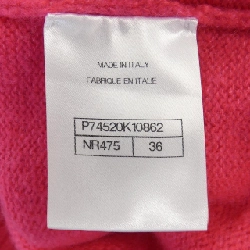 MADE IN ITALY
FABRIQUE EN ITALIE
P74520K10862
NR475 36